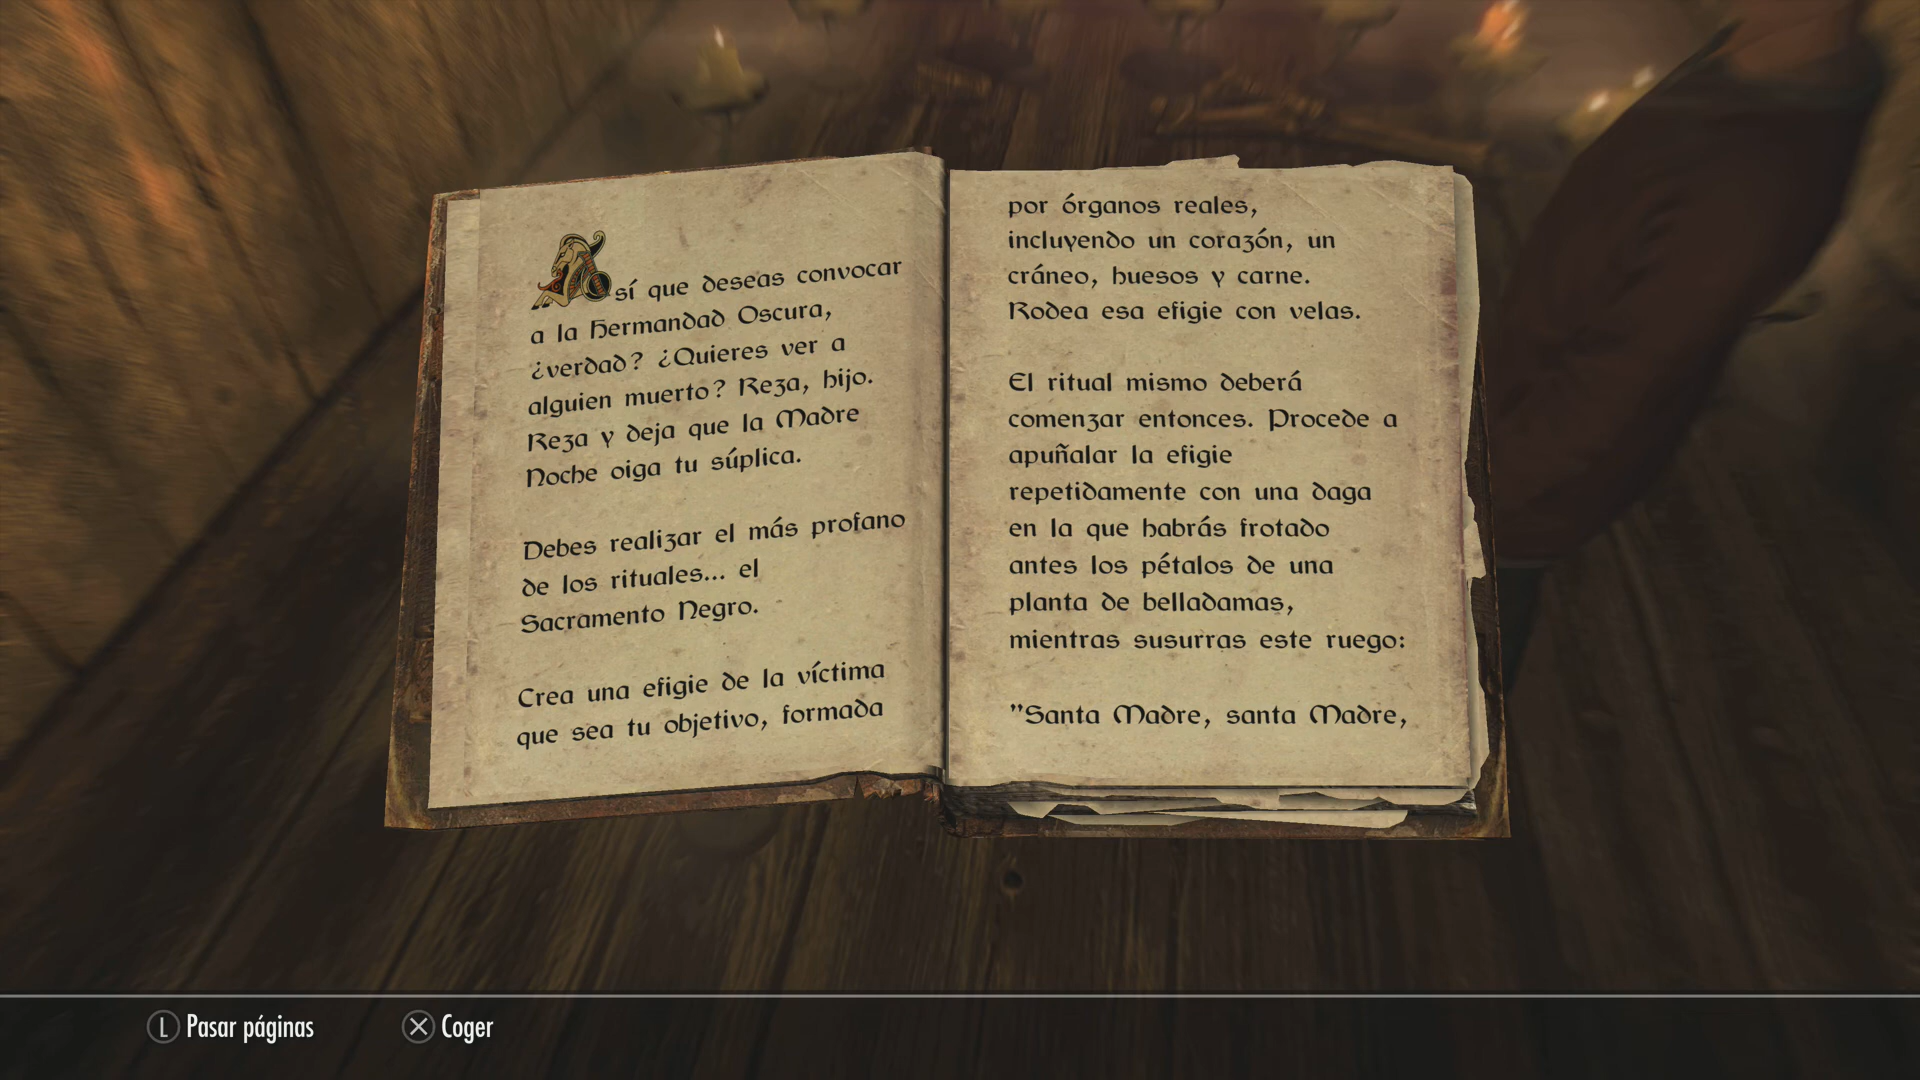 Así que deseas convocar
a la Hermandad Oscura,
¿verdad? ¿Quieres ver a
alguien muerto? Reza, hijo.
Reza y deja que la Madre
Noche oiga tu súplica.
Debes realizar el más profano
de los rituales... el
Sacramento Negro.
Crea una efigie de la víctima
que sea tu objetivo, formada
por órganos reales,
incluyendo un corazón, un
cráneo, huesos y carne.
Rodea esa efigie con velas.
El ritual mismo deberá
comenzar entonces. Procede a
apuñalar la efigie
repetidamente con una daga
en la que habrás frotado
antes los pétalos de una
planta de belladamas,
mientras susurras este ruego:
"Santa Madre, santa Madre,
L Pasar páginas
X Coger